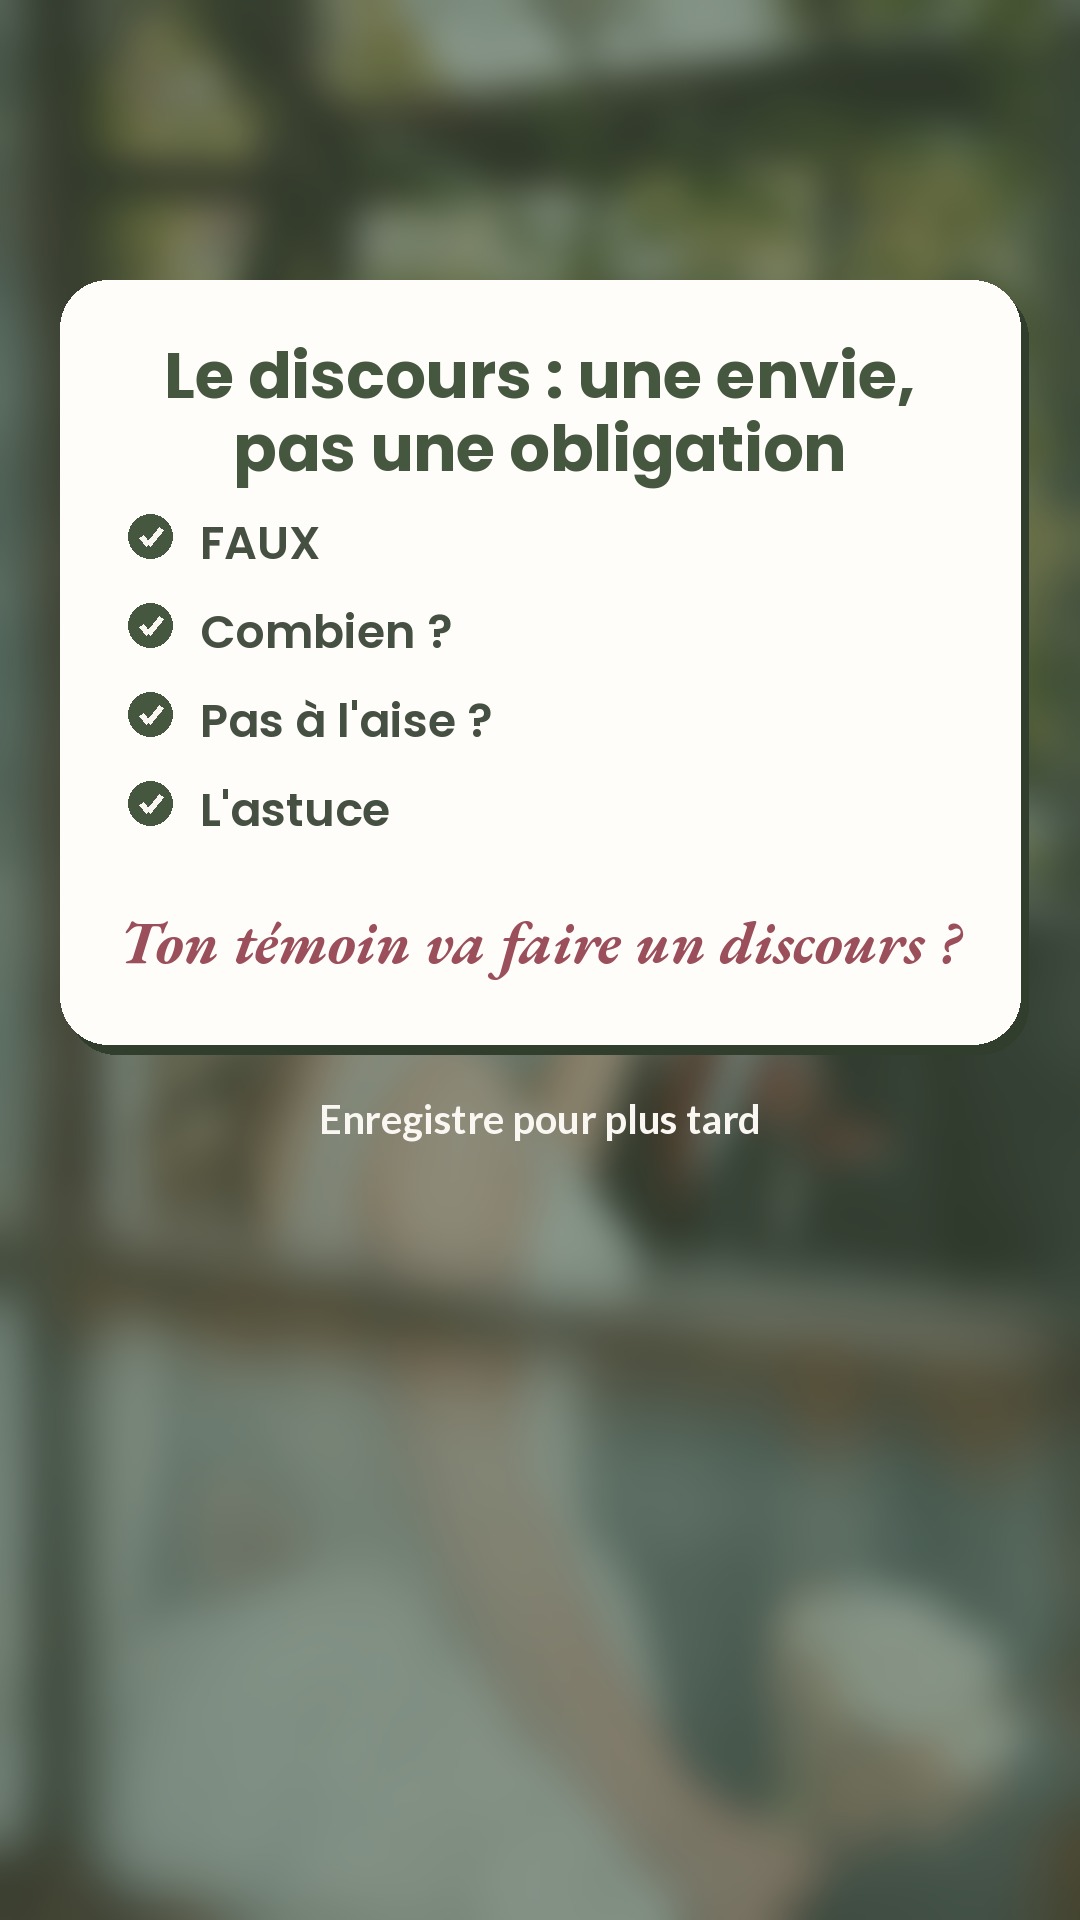 Le discours : une envie,
pas une obligation
FAUX
Combien ?
Pas à l'aise ?
L'astuce
Ton témoin va faire un discours ?
Enregistre pour plus tard